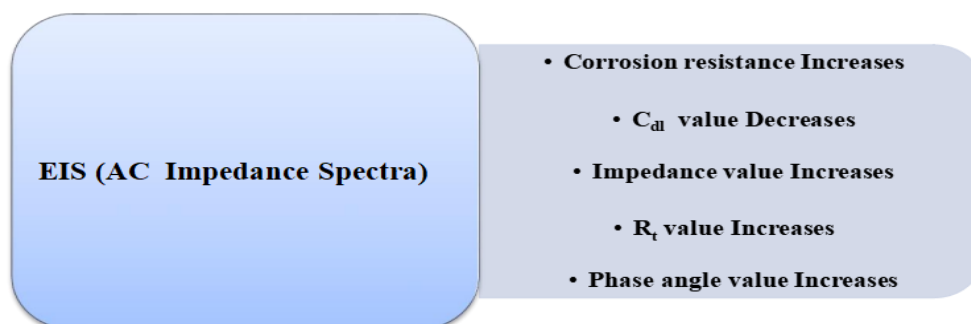 EIS (AC Impedance Spectra)
• Corrosion resistance Increases
• Cdl value Decreases
• Impedance value Increases
• Rt value Increases
• Phase angle value Increases